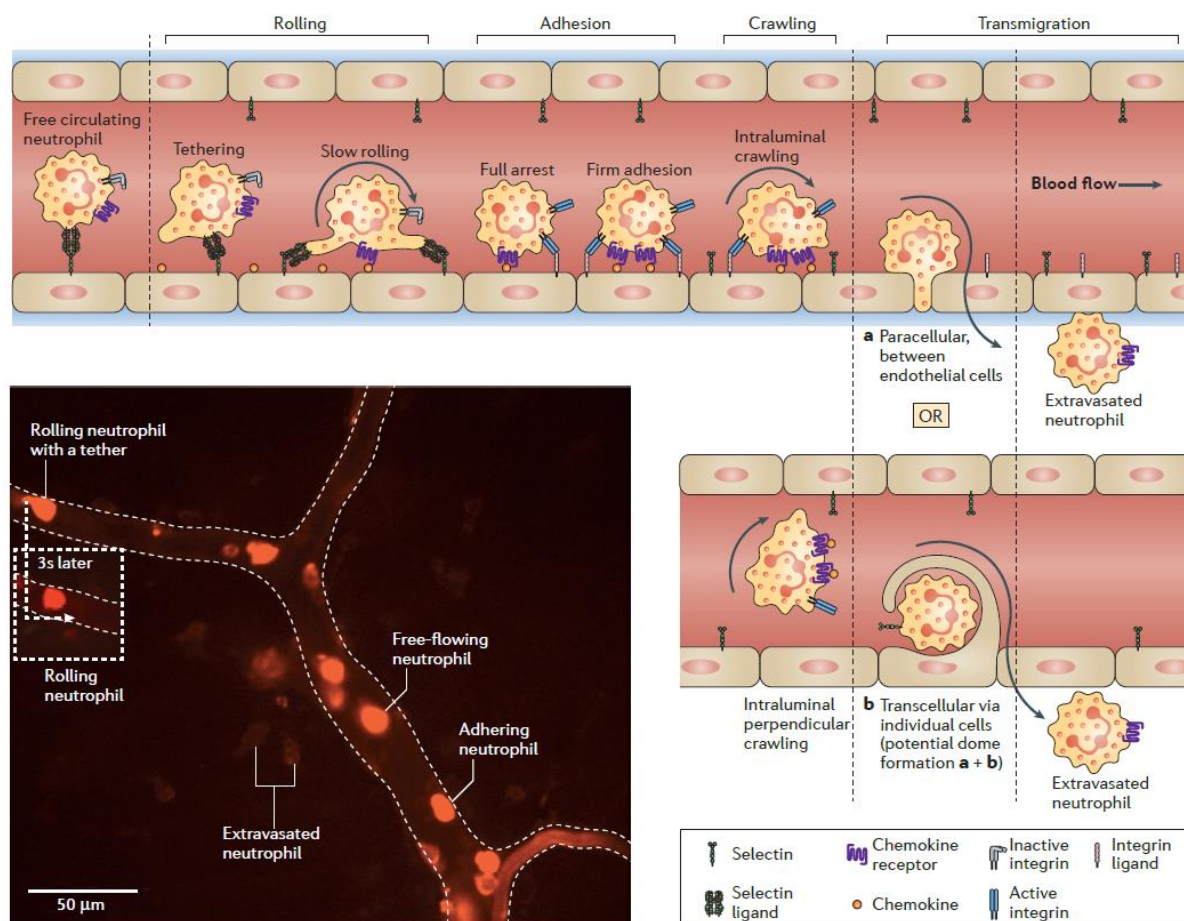 Rolling
Adhesion
Crawling
Transmigration
Free circulating
neutrophil
Tethering
Slow rolling
Full arrest
Firm adhesion
Intraluminal
crawling
Blood flow
a Paracellular,
between
endothelial cells
OR
Extravasated
neutrophil
Rolling neutrophil
with a tether
3s later
Rolling
neutrophil
Free-flowing
neutrophil
Adhering
neutrophil
Extravasated
neutrophil
50 µm
Intraluminal
perpendicular
crawling
b Transcellular via
individual cells
(potential dome
formation a + b)
Extravasated
neutrophil
Selectin
Chemokine
receptor
Inactive
integrin
Integrin
ligand
Selectin
ligand
Chemokine
Active
integrin